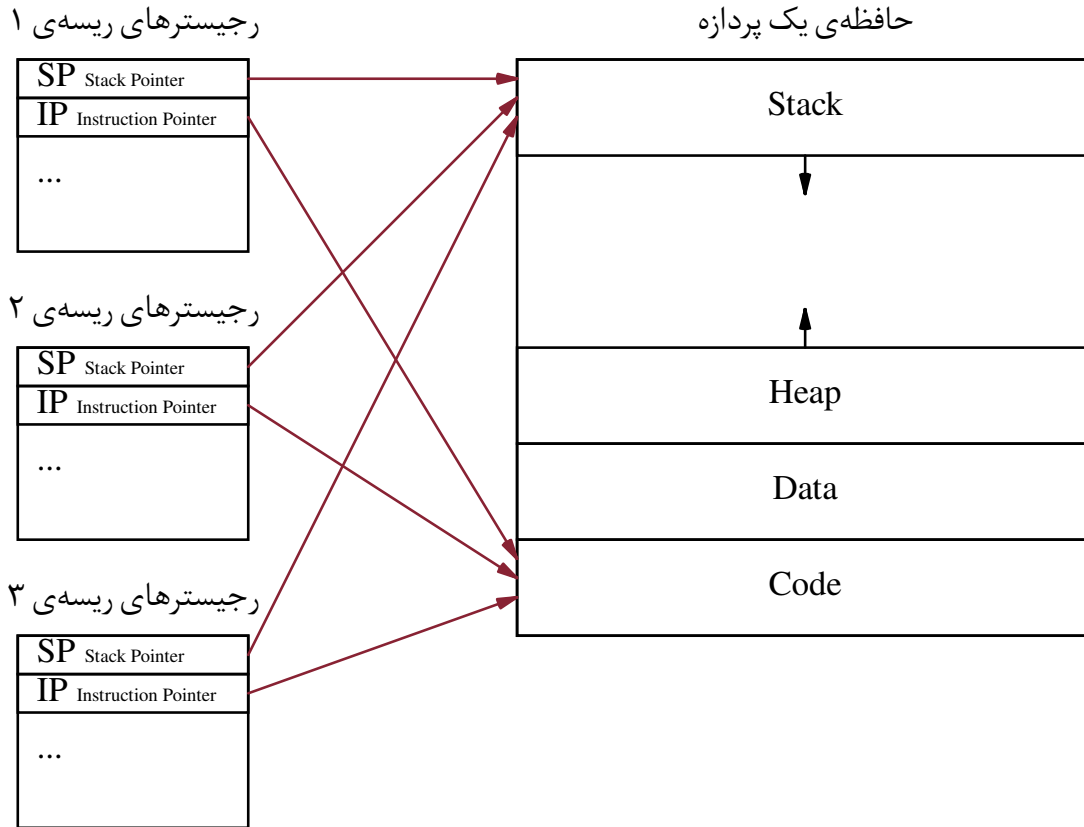 رجیسترهای ریسه‌ی ۱
SP Stack Pointer
IP Instruction Pointer
...
رجیسترهای ریسه‌ی ۲
SP Stack Pointer
IP Instruction Pointer
...
رجیسترهای ریسه‌ی ۳
SP Stack Pointer
IP Instruction Pointer
...
حافظه‌ی یک پردازه
Stack
Heap
Data
Code